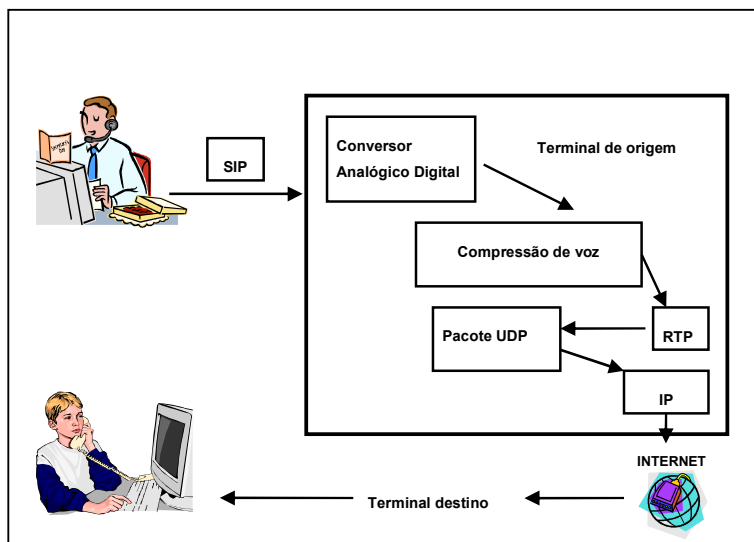 SIP
Conversor
Analógico Digital
Terminal de origem
Compressão de voz
RTP
Pacote UDP
IP
INTERNET
Terminal destino